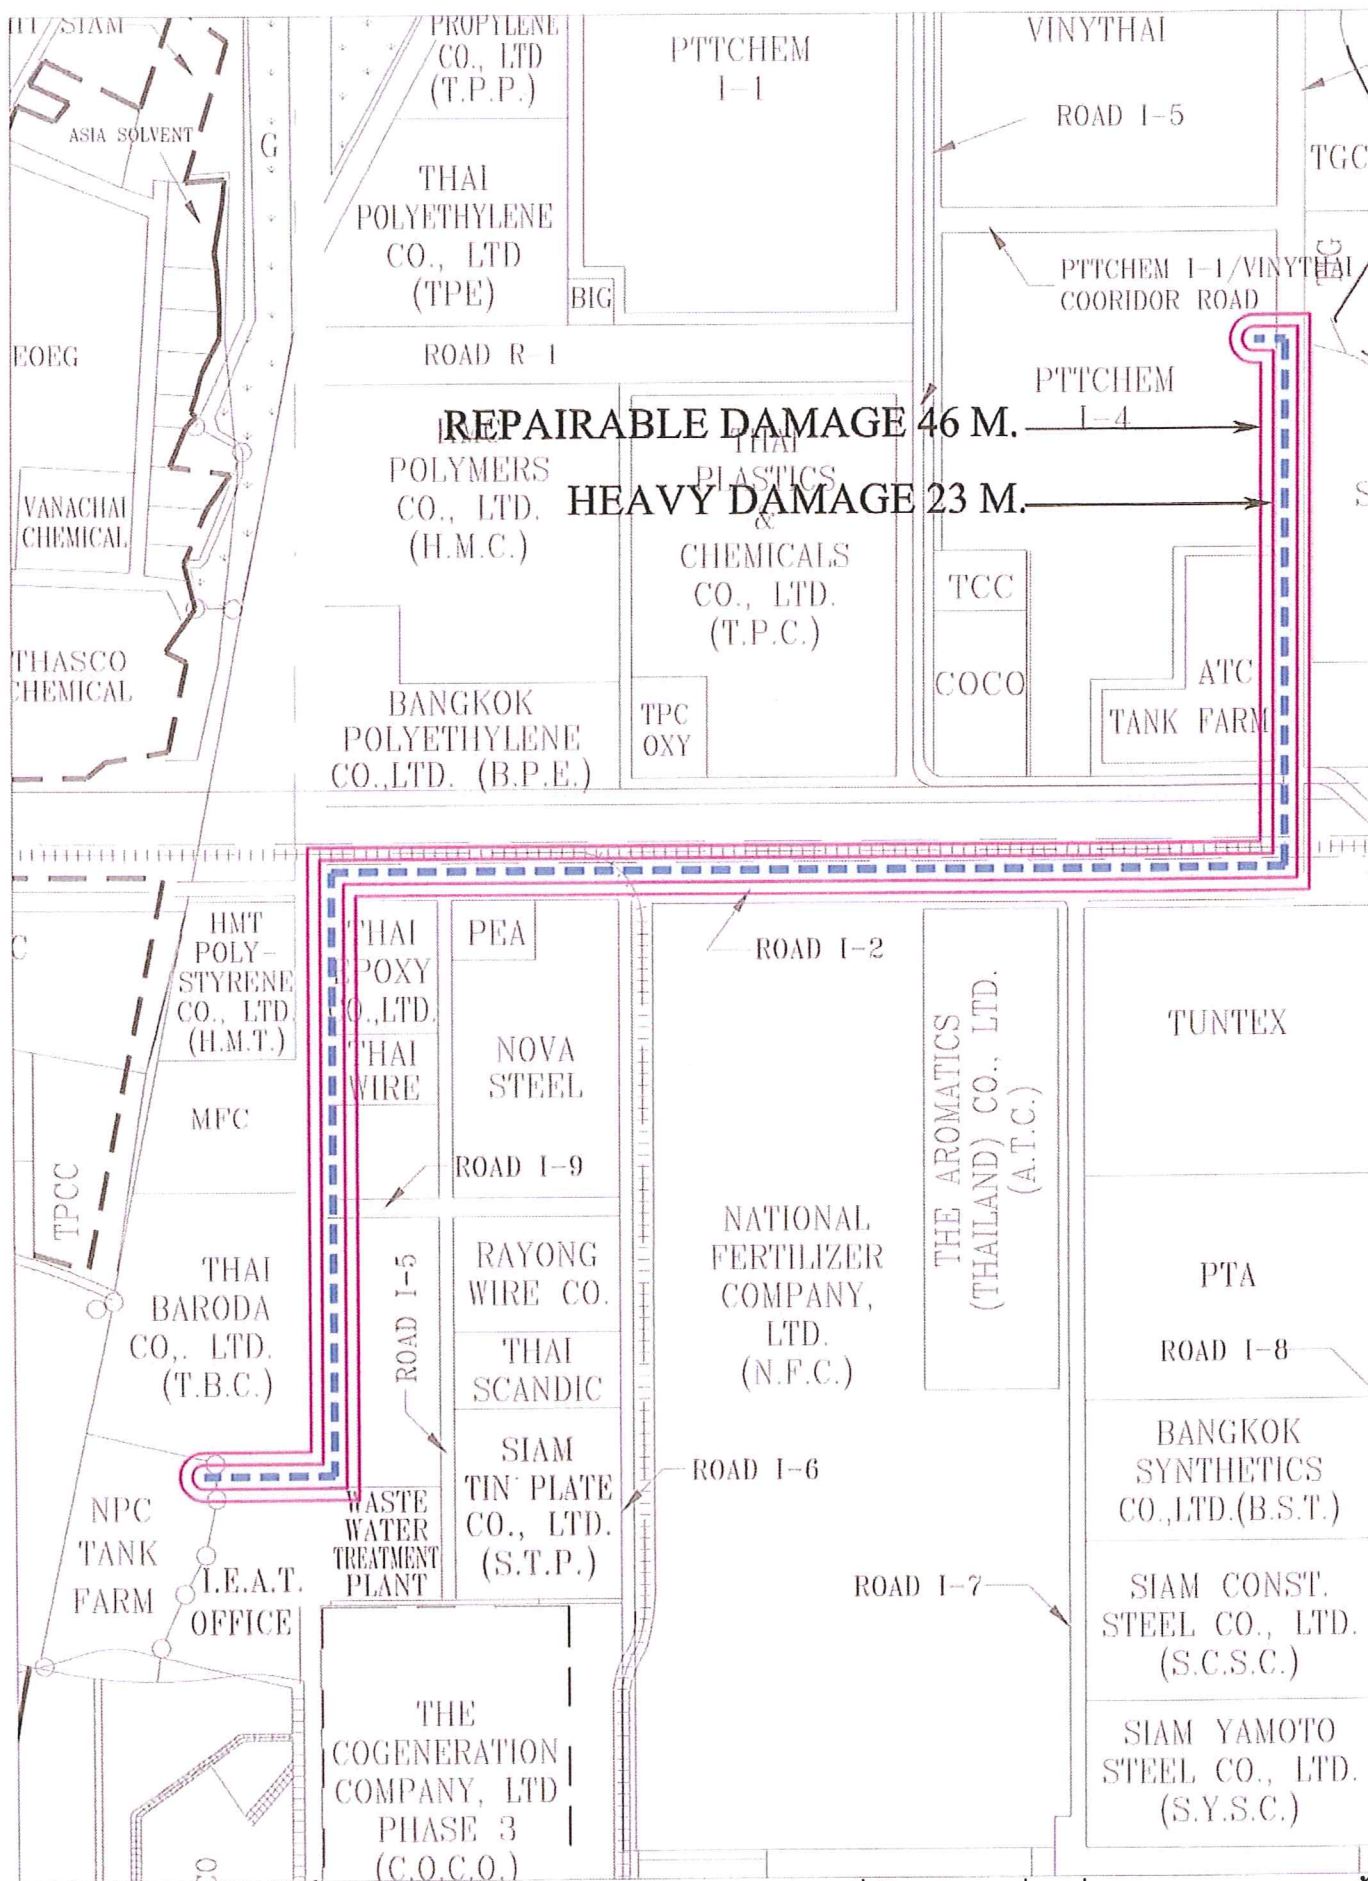 SIAM
ASIA SOLVENT
G
PROPYLENE
CO., LTD
(T.P.P.)
PTTCHEM
I-1
VINYTHAI
ROAD I-5
TGC
THAI
POLYETHYLENE
CO., LTD
(TPE)
BIG
PTTCHEM I-1/VINYTHAI
COORIDOR ROAD
EOEG
ROAD R-1
PTTCHEM
I-4
REPAIRABLE DAMAGE 46 M.
HEAVY DAMAGE 23 M.
POLYMERS
CO., LTD.
(H.M.C.)
THAI
PLASTICS
&
CHEMICALS
CO., LTD.
(T.P.C.)
VANACHAI
CHEMICAL
TCC
COCO
ATC
TANK FARM
THASCO
CHEMICAL
BANGKOK
POLYETHYLENE
CO.,LTD. (B.P.E.)
TPC
OXY
C
HMT
POLY-
STYRENE
CO., LTD.
(H.M.T.)
THAI
EPOXY
CO.,LTD.
PEA
ROAD I-2
THAI
WIRE
NOVA
STEEL
THE AROMATICS
(THAILAND) CO., LTD.
(A.T.C.)
TUNTEX
MFC
TPCC
ROAD I-9
THAI
BARODA
CO,. LTD.
(T.B.C.)
ROAD I-5
RAYONG
WIRE CO.
THAI
SCANDIC
NATIONAL
FERTILIZER
COMPANY,
LTD.
(N.F.C.)
PTA
ROAD I-8
SIAM
TIN PLATE
CO., LTD.
(S.T.P.)
ROAD I-6
BANGKOK
SYNTHETICS
CO.,LTD.(B.S.T.)
NPC
TANK
FARM
I.E.A.T.
OFFICE
WASTE
WATER
TREATMENT
PLANT
ROAD I-7
SIAM CONST.
STEEL CO., LTD.
(S.C.S.C.)
THE
COGENERATION
COMPANY, LTD
PHASE 3
(C.O.C.O.)
SIAM YAMOTO
STEEL CO., LTD.
(S.Y.S.C.)